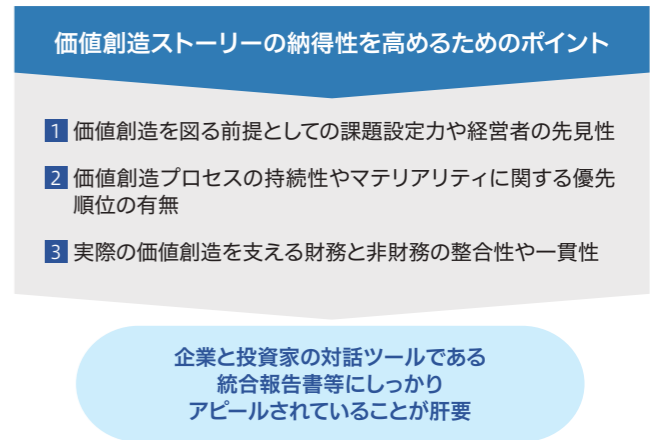 価値創造ストーリーの納得性を高めるためのポイント
1 価値創造を図る前提としての課題設定力や経営者の先見性
2 価値創造プロセスの持続性やマテリアリティに関する優先
順位の有無
3 実際の価値創造を支える財務と非財務の整合性や一貫性
企業と投資家の対話ツールである
統合報告書等にしっかり
アピールされていることが肝要